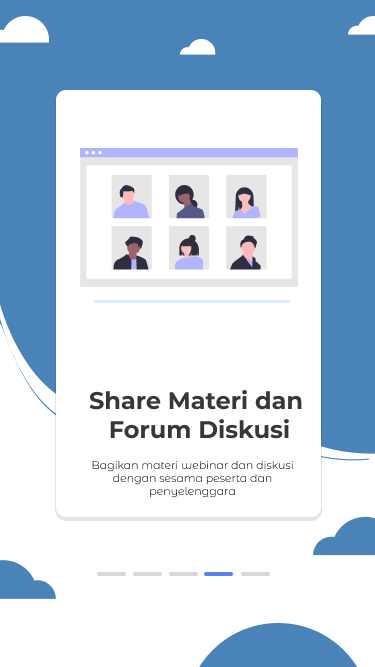 Share Materi dan
Forum Diskusi
Bagikan materi webinar dan diskusi
dengan sesama peserta dan
penyelenggara